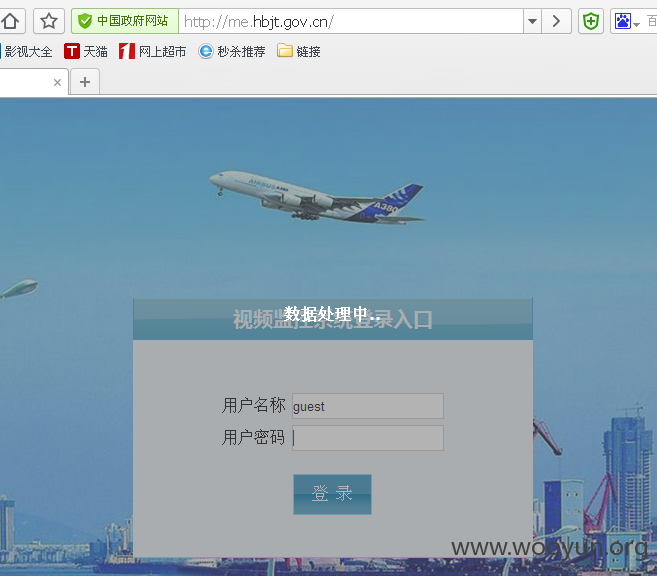 中国政府网站 http://me.hbjt.gov.cn/ 百
影视大全 T 天猫 1 网上超市 秒杀推荐 链接
AIRBUS A380
A380
视频监控系统登录入口
数据处理中..
用户名称 guest
用户密码
登 录
www.wooyun.org